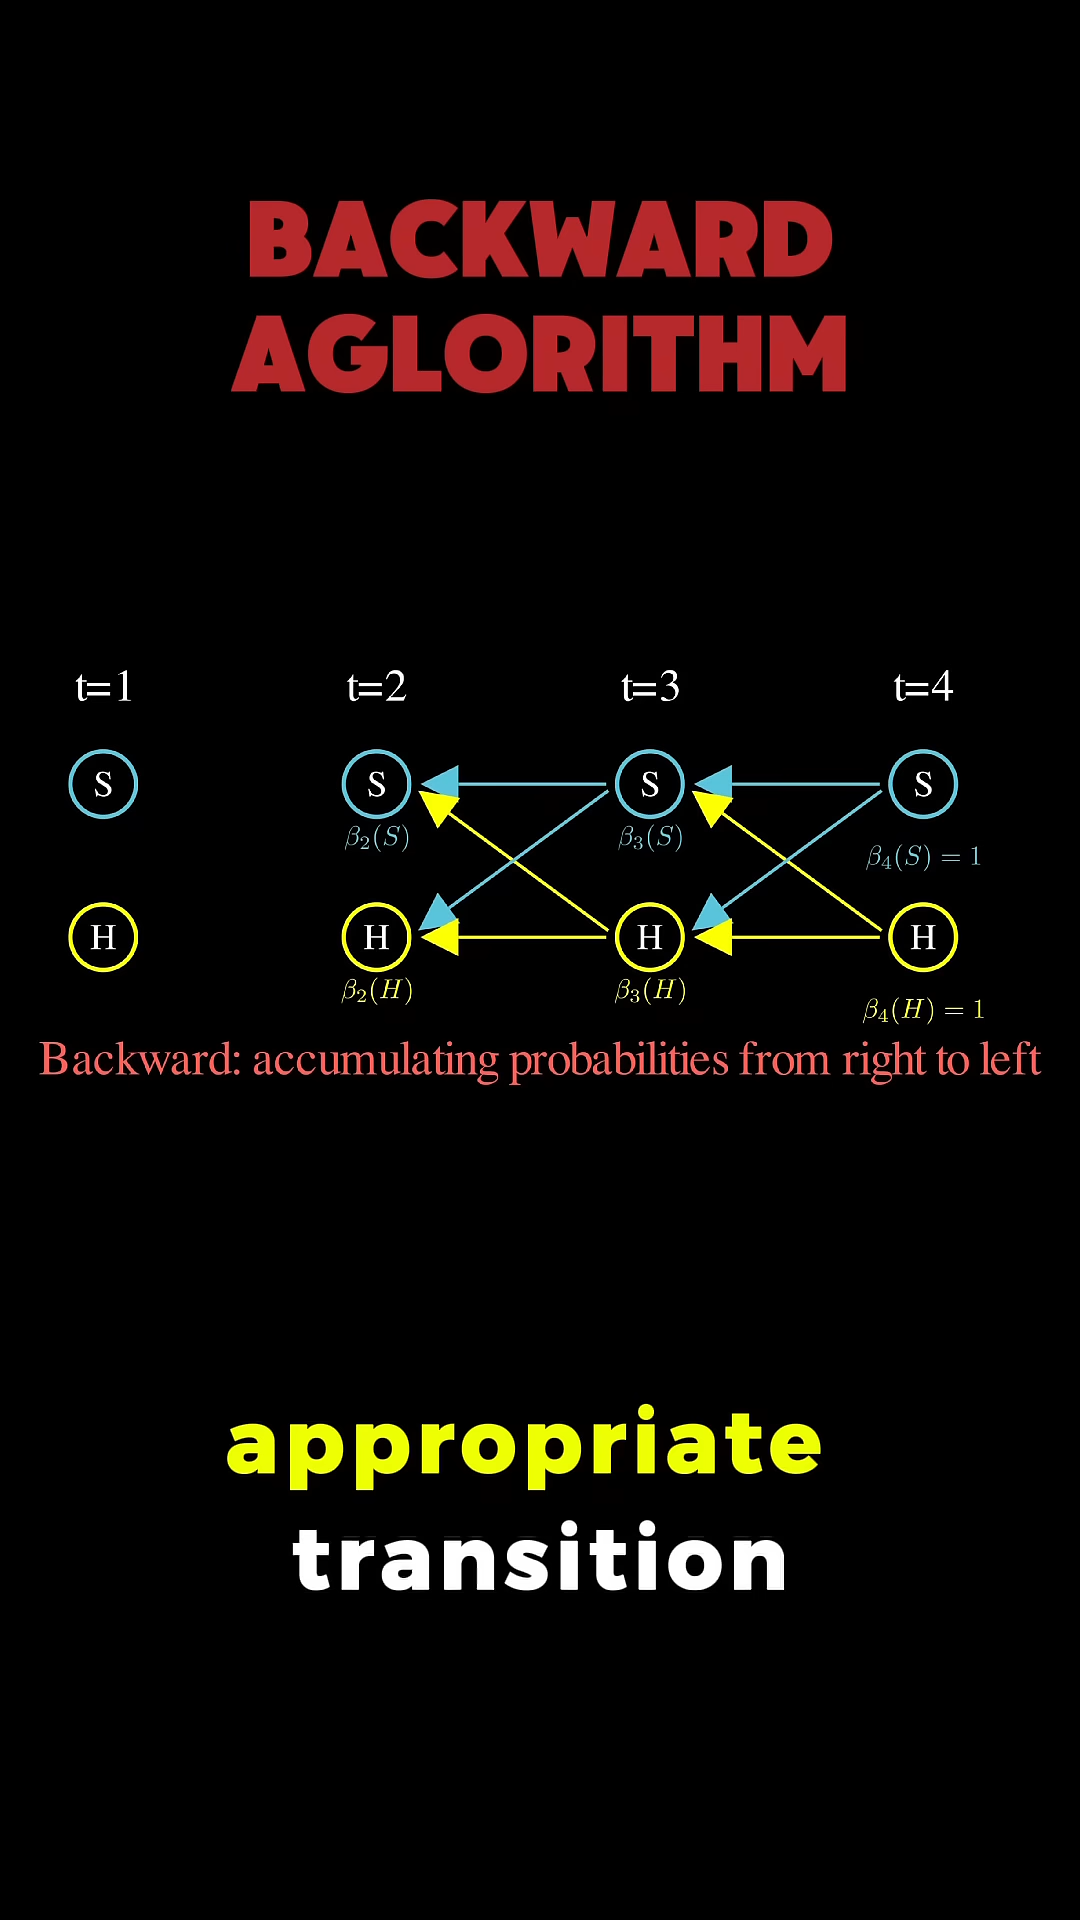 BACKWARD
AGLORITHM
t=1 t=2 t=3 t=4
S S S S
β₂(S) β₃(S) β₄(S) = 1
H H H H
β₂(H) β₃(H) β₄(H) = 1
Backward: accumulating probabilities from right to left
appropriate
transition